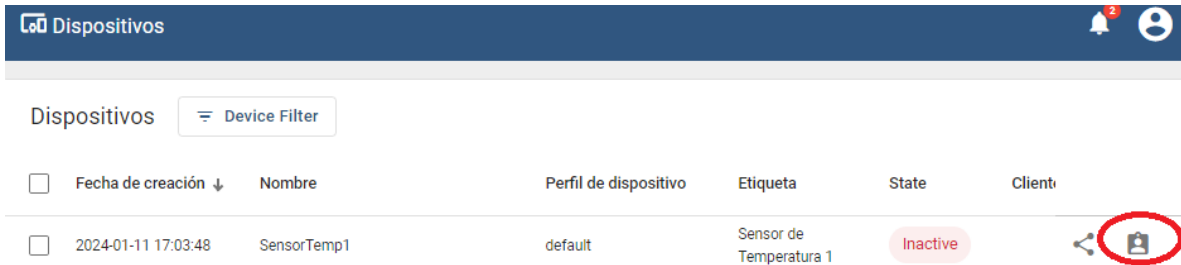 Dispositivos
2
Dispositivos Device Filter
Fecha de creación Nombre Perfil de dispositivo Etiqueta State Cliente
2024-01-11 17:03:48 SensorTemp1 default Sensor de Temperatura 1 Inactive